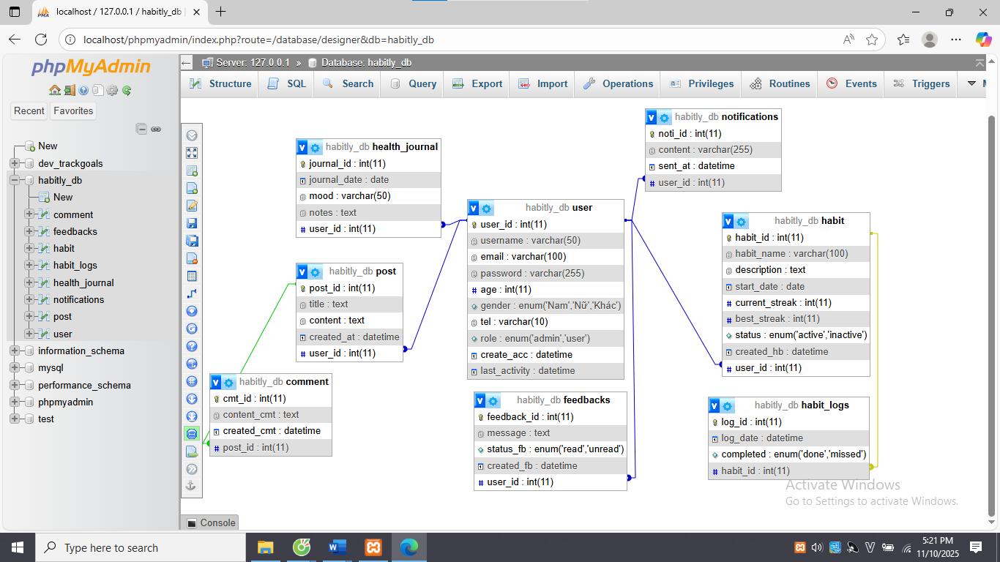 localhost / 127.0.0.1 / habitly_db |
localhost/phpmyadmin/index.php?route=/database/designer&db=habitly_db
phpMyAdmin
Recent
Favorites
New
dev_trackgoals
habitly_db
New
comment
feedbacks
habit
habit_logs
health_journal
notifications
post
user
information_schema
mysql
performance_schema
phpmyadmin
test
Server: 127.0.0.1 » Database: habitly_db
Structure
SQL
Search
Query
Export
Import
Operations
Privileges
Routines
Events
Triggers
habitly_db health_journal
journal_id : int(11)
journal_date : date
mood : varchar(50)
notes : text
user_id : int(11)
habitly_db post
post_id : int(11)
title : text
content : text
created_at : datetime
user_id : int(11)
habitly_db comment
cmt_id : int(11)
content_cmt : text
created_cmt : datetime
post_id : int(11)
habitly_db user
user_id : int(11)
username : varchar(50)
email : varchar(100)
password : varchar(255)
age : int(11)
gender : enum('Nam','Nữ','Khác')
tel : varchar(10)
role : enum('admin','user')
create_acc : datetime
last_activity : datetime
habitly_db feedbacks
feedback_id : int(11)
message : text
status_fb : enum('read','unread')
created_fb : datetime
user_id : int(11)
habitly_db notifications
noti_id : int(11)
content : varchar(255)
sent_at : datetime
user_id : int(11)
habitly_db habit
habit_id : int(11)
habit_name : varchar(100)
description : text
start_date : date
current_streak : int(11)
best_streak : int(11)
status : enum('active','inactive')
created_hb : datetime
user_id : int(11)
habitly_db habit_logs
log_id : int(11)
log_date : datetime
completed : enum('done','missed')
habit_id : int(11)
Activate Windows
Go to Settings to activate Windows.
Console
Type here to search
5:21 PM
11/10/2025